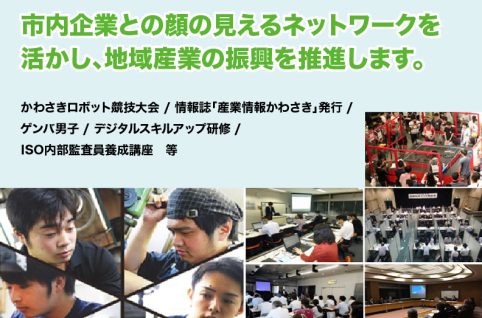 市内企業との顔の見えるネットワークを
活かし、地域産業の振興を推進します。
かわさきロボット競技大会 / 情報誌｢産業情報かわさき｣発行 /
ゲンバ男子 / デジタルスキルアップ研修 /
ISO内部監査員養成講座　等